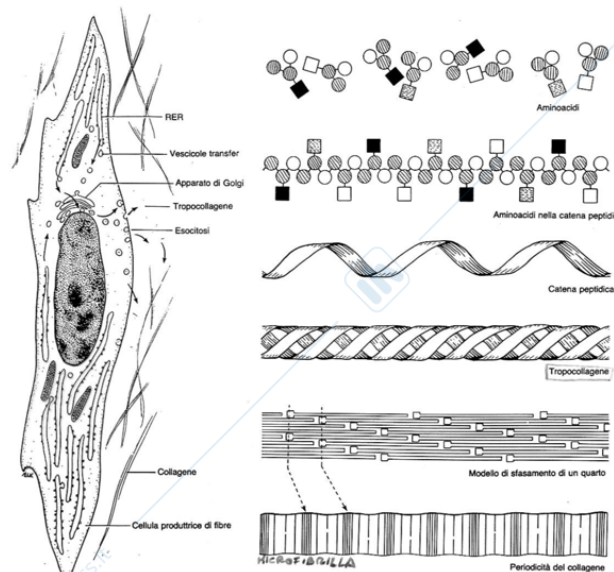 RER
Vescicole transfer
Apparato di Golgi
Tropocollagene
Esocitosi
Collagene
Cellula produttrice di fibre
Aminoacidi
Aminoacidi nella catena peptidi
Catena peptidica
Tropocollagene
Modello di sfasamento di un quarto
MICROFIBRILLA
Periodicità del collagene